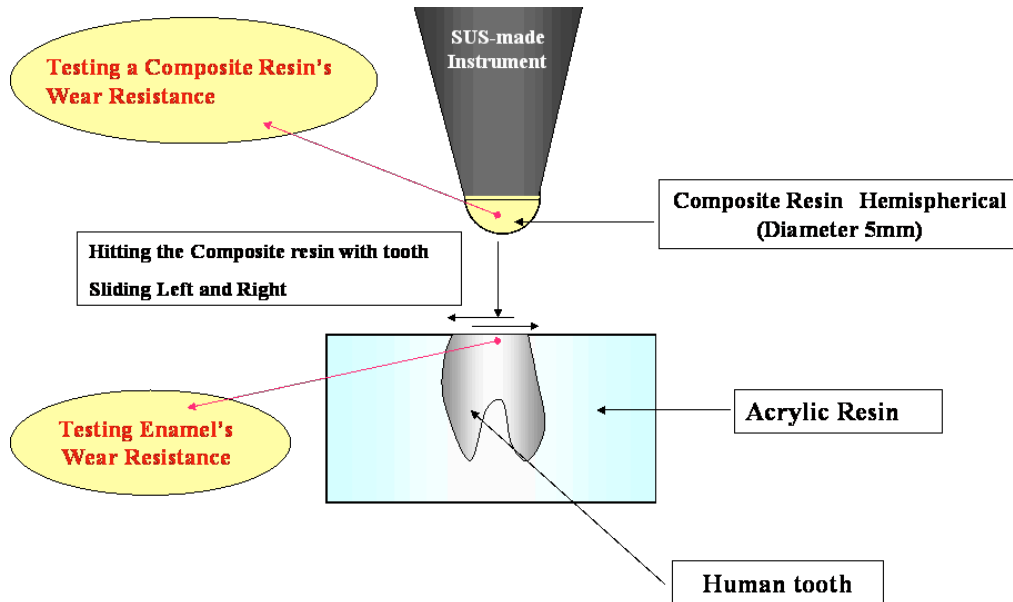 SUS-made
Instrument
Testing a Composite Resin's
Wear Resistance
Composite Resin Hemispherical
(Diameter 5mm)
Hitting the Composite resin with tooth
Sliding Left and Right
Acrylic Resin
Testing Enamel's
Wear Resistance
Human tooth